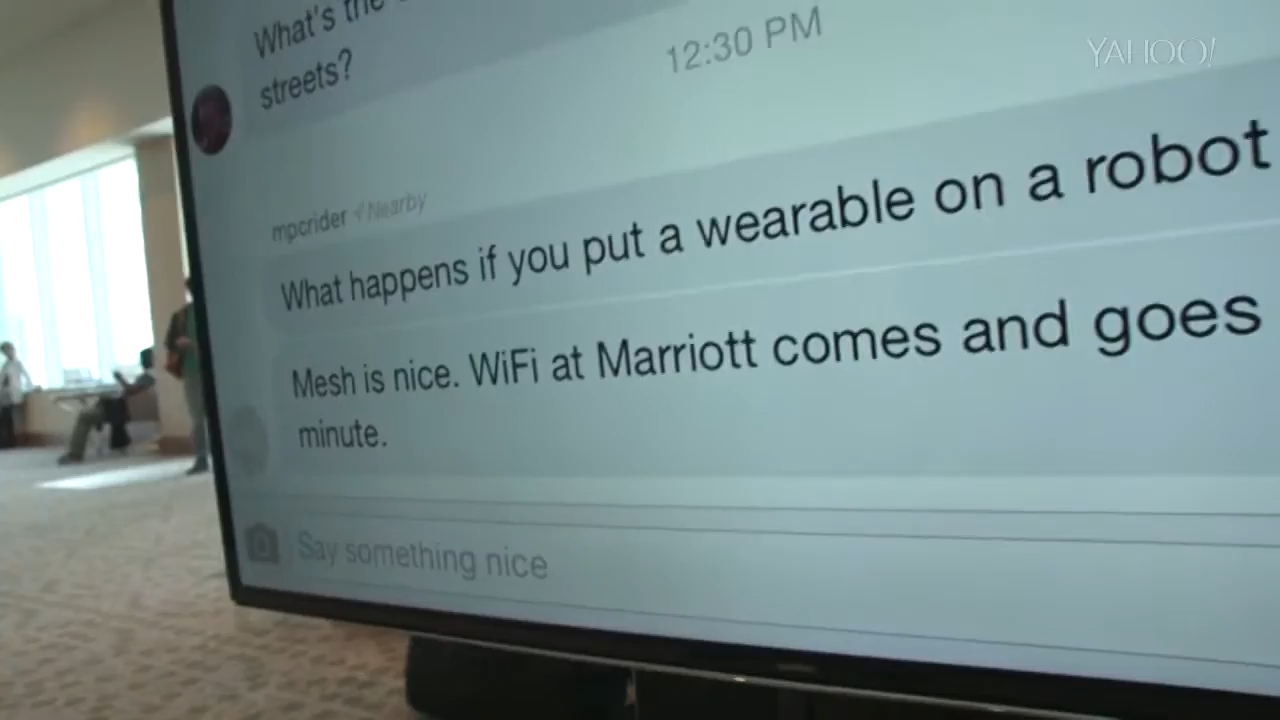 What's the
streets?
12:30 PM
YAHOO!
mpcrider Nearby
What happens if you put a wearable on a robot
Mesh is nice. WiFi at Marriott comes and goes
minute.
Say something nice